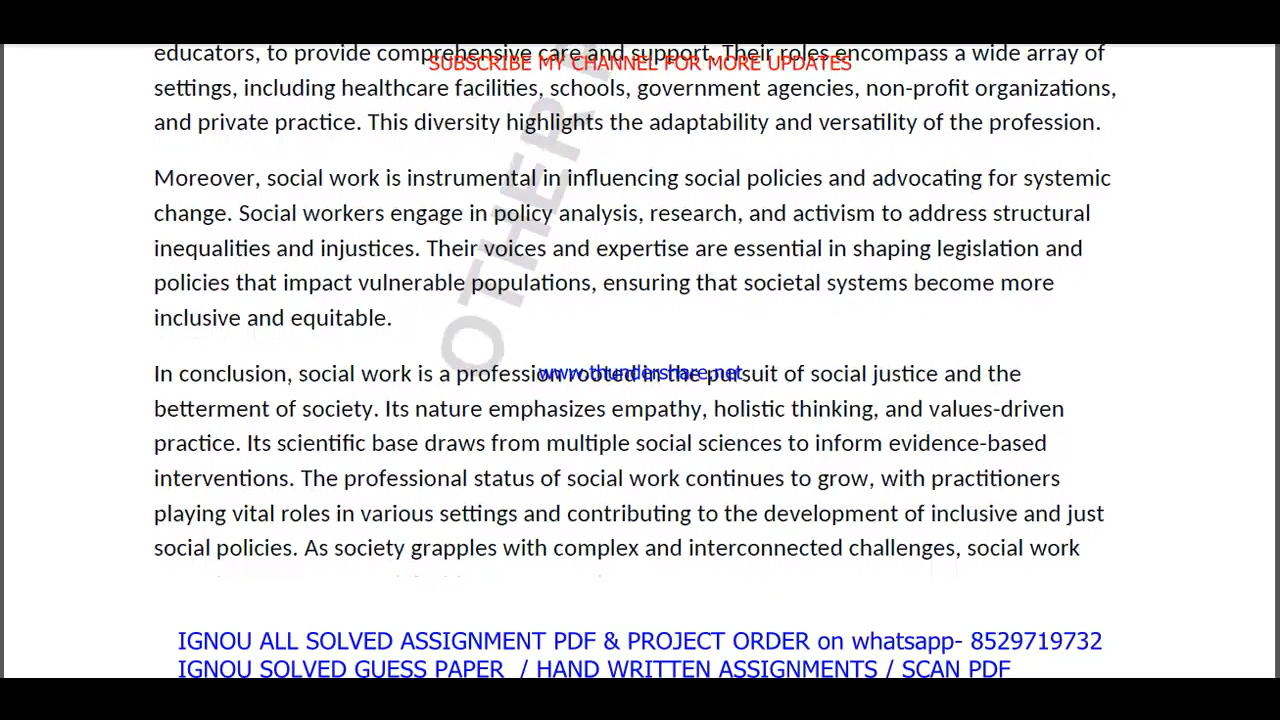 educators, to provide comprehensive care and support. Their roles encompass a wide array of
SUBSCRIBE MY CHANNEL FOR MORE UPDATES
settings, including healthcare facilities, schools, government agencies, non-profit organizations,
and private practice. This diversity highlights the adaptability and versatility of the profession.
Moreover, social work is instrumental in influencing social policies and advocating for systemic
change. Social workers engage in policy analysis, research, and activism to address structural
inequalities and injustices. Their voices and expertise are essential in shaping legislation and
policies that impact vulnerable populations, ensuring that societal systems become more
inclusive and equitable.
OTHER
In conclusion, social work is a profession rooted in the pursuit of social justice and the
www.thundershare.net
betterment of society. Its nature emphasizes empathy, holistic thinking, and values-driven
practice. Its scientific base draws from multiple social sciences to inform evidence-based
interventions. The professional status of social work continues to grow, with practitioners
playing vital roles in various settings and contributing to the development of inclusive and just
social policies. As society grapples with complex and interconnected challenges, social work
IGNOU ALL SOLVED ASSIGNMENT PDF & PROJECT ORDER on whatsapp- 8529719732
IGNOU SOLVED GUESS PAPER / HAND WRITTEN ASSIGNMENTS / SCAN PDF